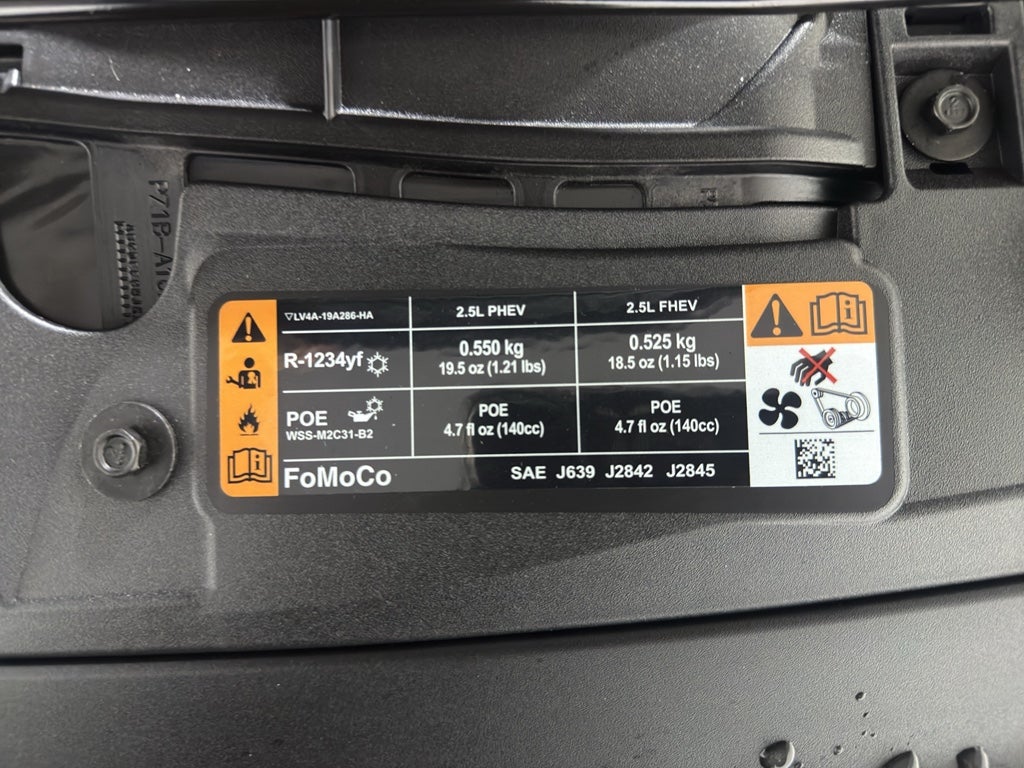 ▽LV4A-19A286-HA 2.5L PHEV 2.5L FHEV
R-1234yf 0.550 kg 0.525 kg
19.5 oz (1.21 lbs) 18.5 oz (1.15 lbs)
POE POE POE
WSS-M2C31-B2 4.7 fl oz (140cc) 4.7 fl oz (140cc)
FoMoCo SAE J639 J2842 J2845